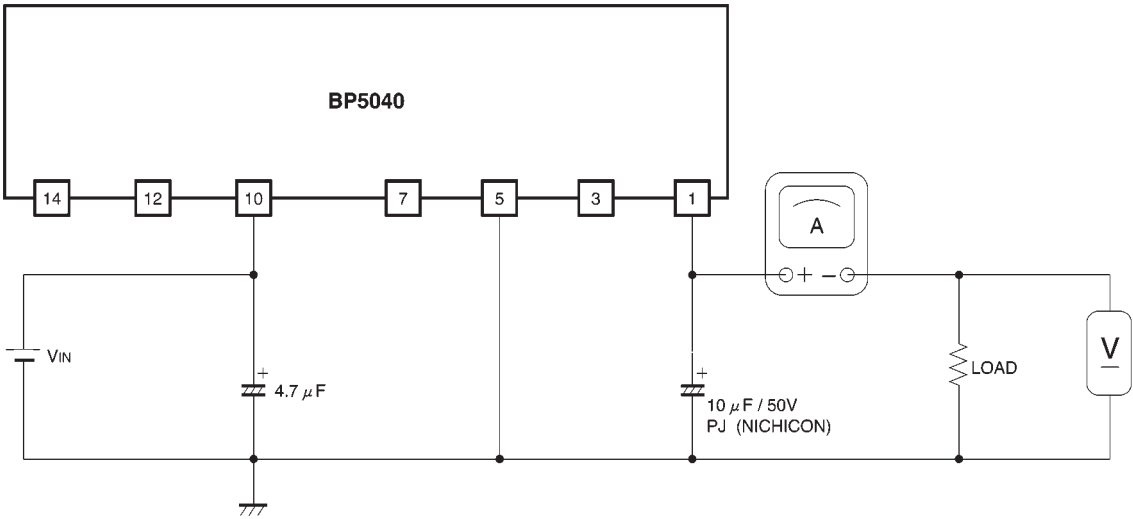 BP5040
14 12 10 7 5 3 1
A
+ −
VIN
+
4.7 μF
+
10 μF / 50V
PJ (NICHICON)
LOAD
V